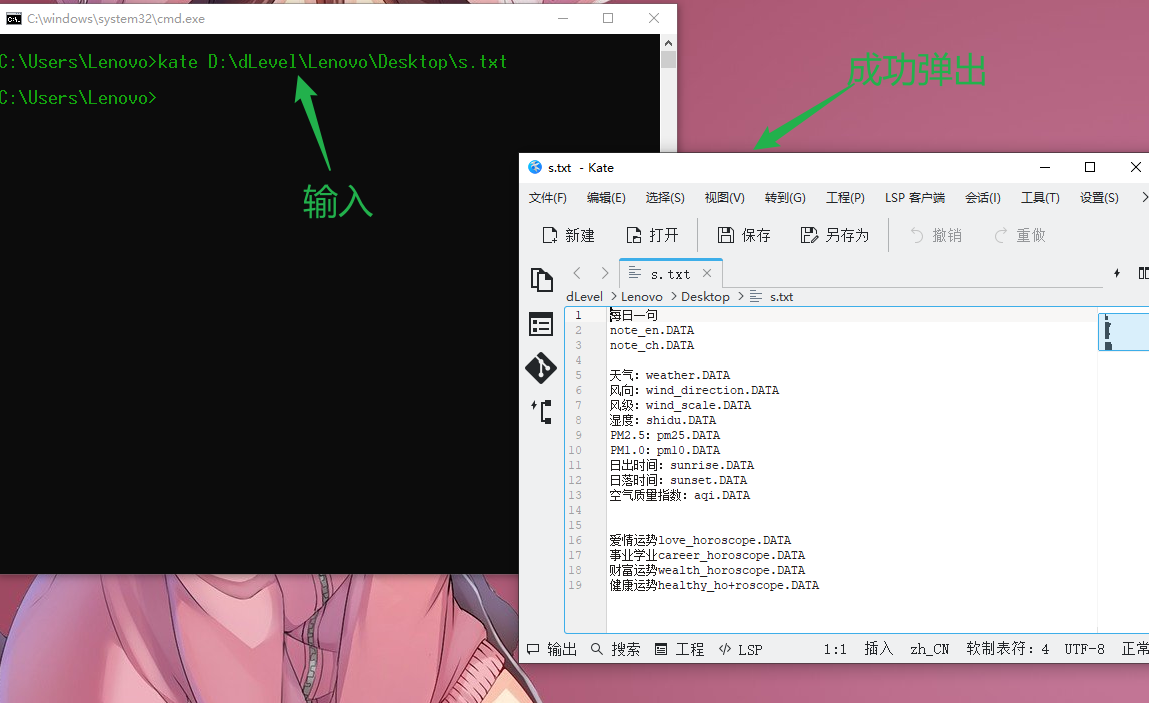 C:\windows\system32\cmd.exe
C:\Users\Lenovo>kate D:\dLevel\Lenovo\Desktop\s.txt
C:\Users\Lenovo>
输入
成功弹出
s.txt - Kate
文件(F) 编辑(E) 选择(S) 视图(V) 转到(G) 工程(P) LSP 客户端 会话(I) 工具(T) 设置(S)
新建 打开 保存 另存为 撤销 重做
s.txt
dLevel Lenovo Desktop s.txt
1 每日一句
2 note_en.DATA
3 note_ch.DATA
4
5 天气：weather.DATA
6 风向：wind_direction.DATA
7 风级：wind_scale.DATA
8 湿度：shidu.DATA
9 PM2.5：pm25.DATA
10 PM1.0：pm10.DATA
11 日出时间：sunrise.DATA
12 日落时间：sunset.DATA
13 空气质量指数：aqi.DATA
14
15
16 爱情运势love_horoscope.DATA
17 事业学业career_horoscope.DATA
18 财富运势wealth_horoscope.DATA
19 健康运势healthy_ho+roscope.DATA
输出 搜索 工程 LSP 1:1 插入 zh_CN 软制表符：4 UTF-8 正常